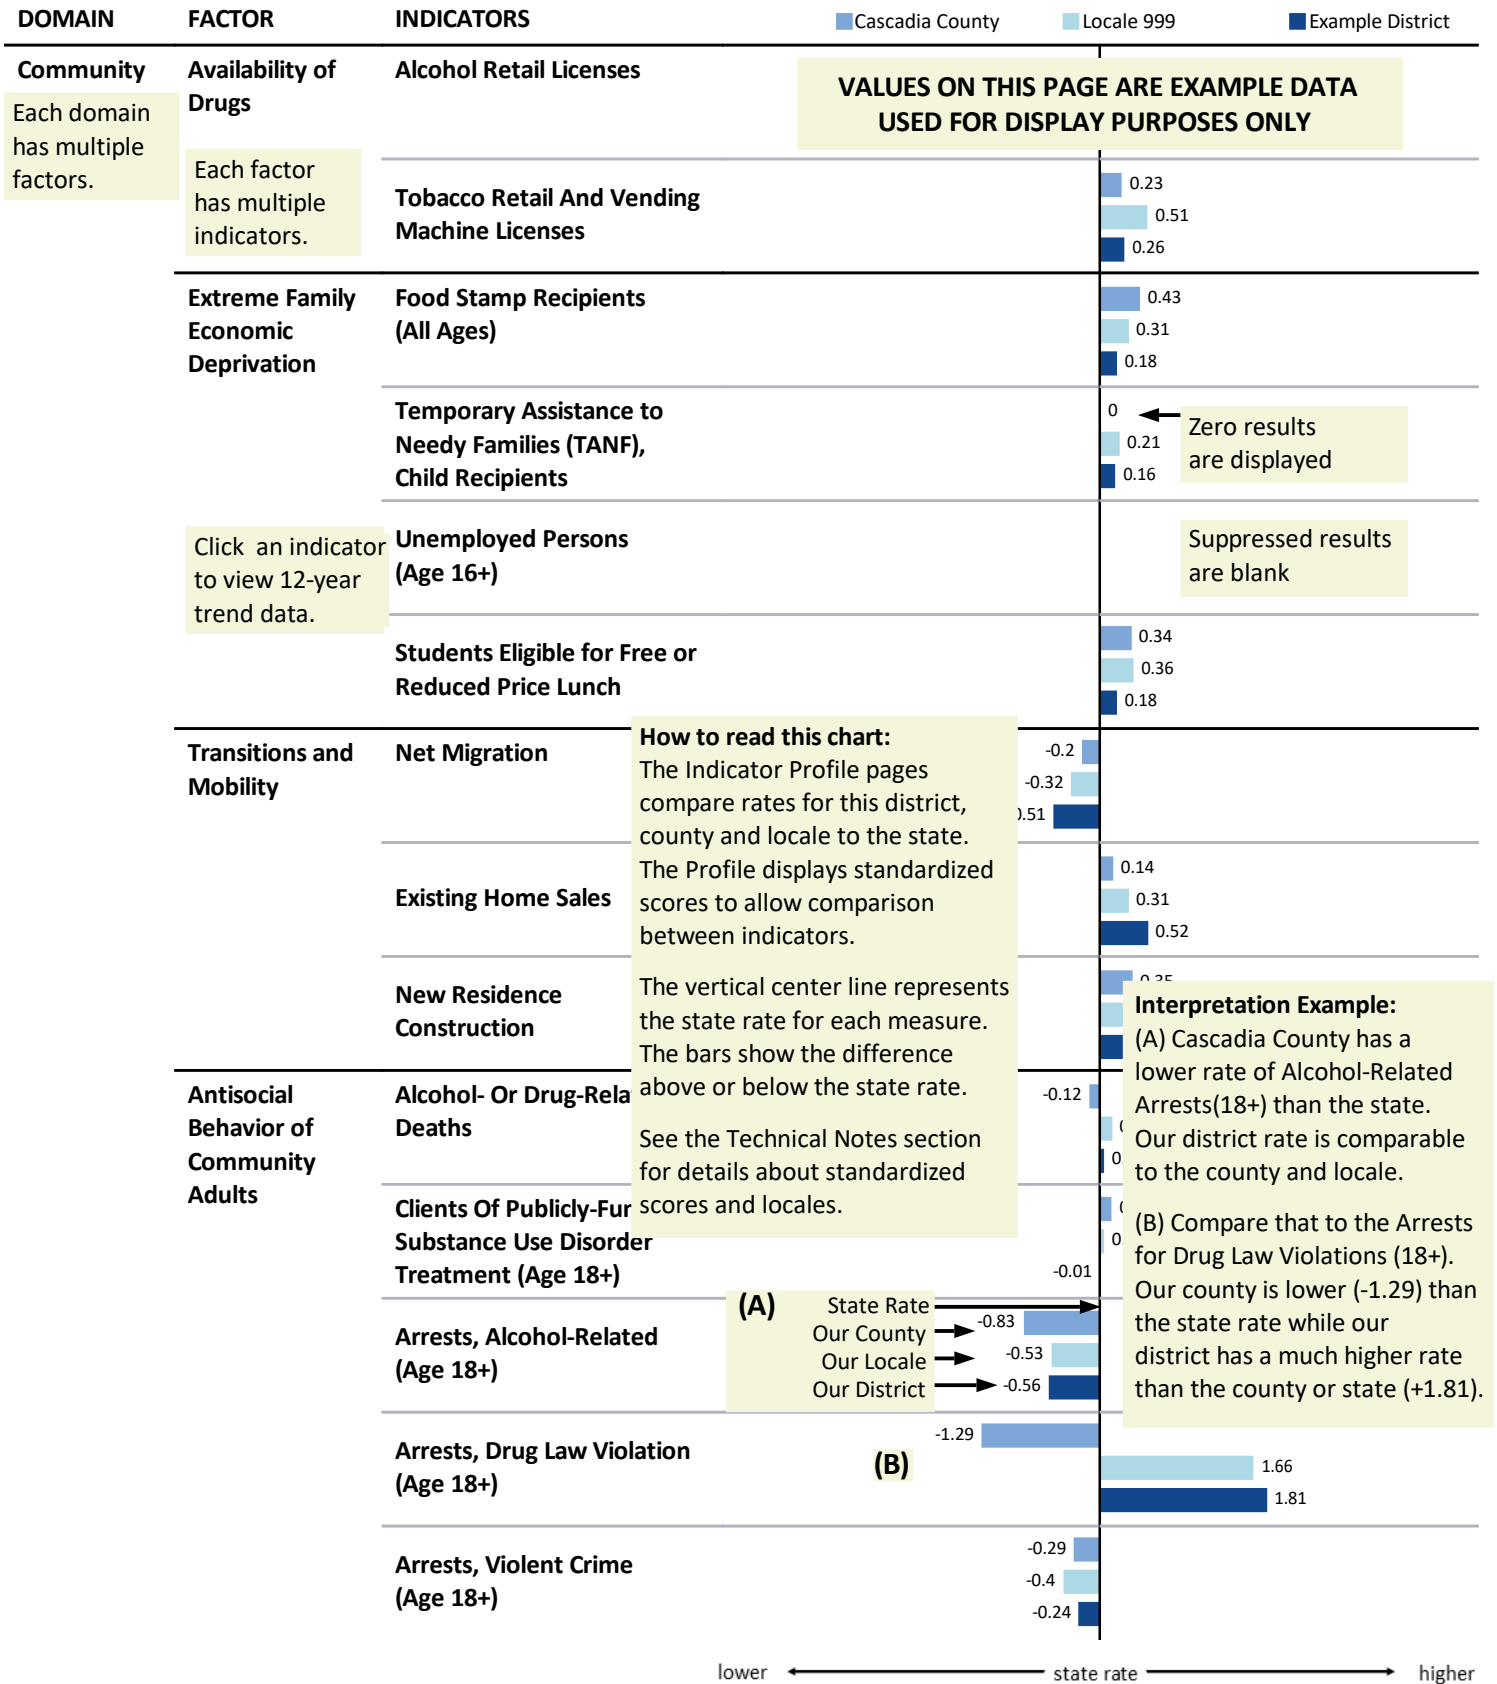 DOMAIN FACTOR INDICATORS Cascadia County Locale 999 Example District
Community
Each domain
has multiple
factors.
Availability of
Drugs
Each factor
has multiple
indicators.
Alcohol Retail Licenses
VALUES ON THIS PAGE ARE EXAMPLE DATA
USED FOR DISPLAY PURPOSES ONLY
Tobacco Retail And Vending
Machine Licenses
0.23
0.51
0.26
Extreme Family
Economic
Deprivation
Food Stamp Recipients
(All Ages)
0.43
0.31
0.18
Temporary Assistance to
Needy Families (TANF),
Child Recipients
0
0.21
0.16
Zero results
are displayed
Click an indicator
to view 12-year
trend data.
Unemployed Persons
(Age 16+)
Suppressed results
are blank
Students Eligible for Free or
Reduced Price Lunch
0.34
0.36
0.18
Transitions and
Mobility
Net Migration
-0.2
-0.32
.51
How to read this chart:
The Indicator Profile pages
compare rates for this district,
county and locale to the state.
The Profile displays standardized
scores to allow comparison
between indicators.
The vertical center line represents
the state rate for each measure.
The bars show the difference
above or below the state rate.
See the Technical Notes section
for details about standardized
scores and locales.
Existing Home Sales
0.14
0.31
0.52
New Residence
Construction
Interpretation Example:
(A) Cascadia County has a
lower rate of Alcohol-Related
Arrests(18+) than the state.
Our district rate is comparable
to the county and locale.
(B) Compare that to the Arrests
for Drug Law Violations (18+).
Our county is lower (-1.29) than
the state rate while our
district has a much higher rate
than the county or state (+1.81).
Antisocial
Behavior of
Community
Adults
Alcohol- Or Drug-Rela
Deaths
-0.12
0.
Clients Of Publicly-Fun
Substance Use Disorder
Treatment (Age 18+)
0.
-0.01
Arrests, Alcohol-Related
(Age 18+)
(A)
State Rate
Our County
Our Locale
Our District
-0.83
-0.53
-0.56
Arrests, Drug Law Violation
(Age 18+)
(B)
-1.29
1.66
1.81
Arrests, Violent Crime
(Age 18+)
-0.29
-0.4
-0.24
lower state rate higher